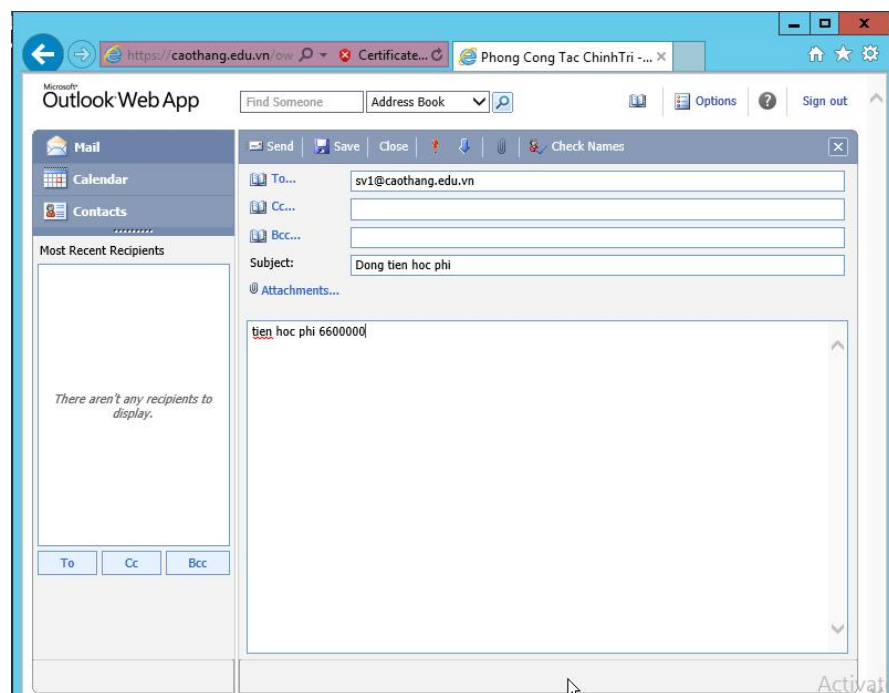 https://caothang.edu.vn/ow
Certificate...
Phong Cong Tac ChinhTri -...
Microsoft®
Outlook Web App
Find Someone
Address Book
Options
Sign out
Mail
Send
Save
Close
Check Names
Calendar
To...
sv1@caothang.edu.vn
Contacts
Cc...
Bcc...
Most Recent Recipients
Subject:
Dong tien hoc phi
Attachments...
tien hoc phi 6600000
There aren't any recipients to
display.
To
Cc
Bcc
Activate